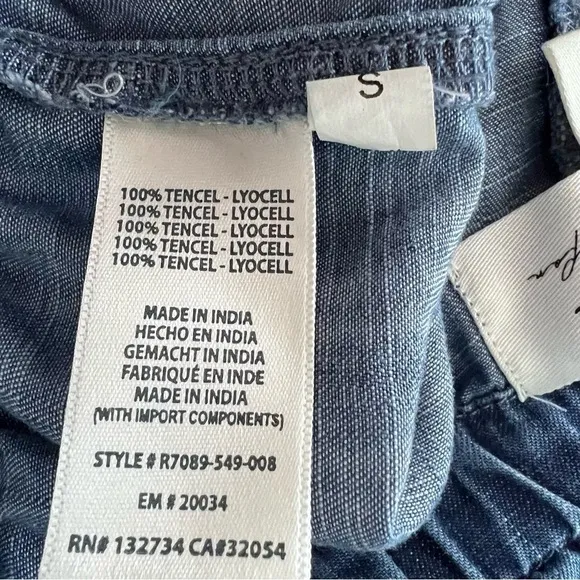 S
100% TENCEL - LYOCELL
100% TENCEL - LYOCELL
100% TENCEL - LYOCELL
100% TENCEL - LYOCELL
100% TENCEL - LYOCELL
MADE IN INDIA
HECHO EN INDIA
GEMACHT IN INDIA
FABRIQUÉ EN INDE
MADE IN INDIA
(WITH IMPORT COMPONENTS)
STYLE # R7089-549-008
EM # 20034
RN# 132734 CA#32054